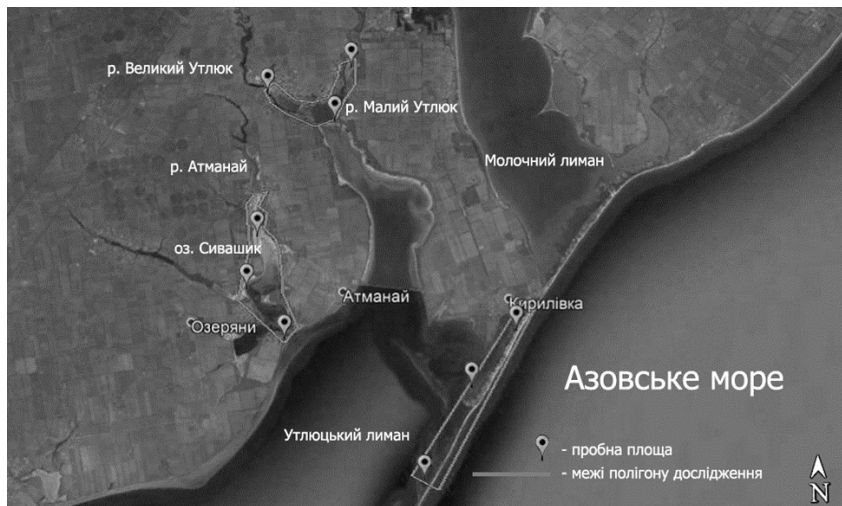 р. Великий Утлюк
р. Малий Утлюк
Молочний лиман
р. Атманай
оз. Сивашик
Атманай
Кирилівка
Озеряни
Азовське море
Утлюцький лиман
- пробна площа
- межі полігону дослідження
N